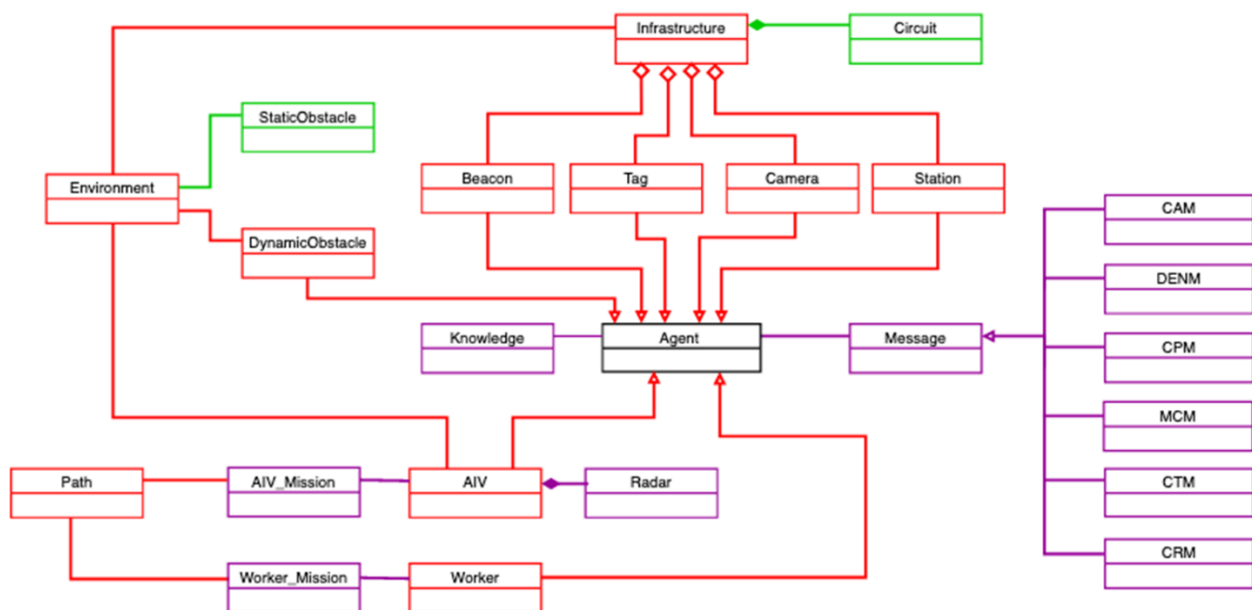 Infrastructure
Circuit
StaticObstacle
Environment
Beacon
Tag
Camera
Station
CAM
DynamicObstacle
DENM
Knowledge
Agent
Message
CPM
MCM
Path
AIV_Mission
AIV
Radar
CTM
Worker_Mission
Worker
CRM